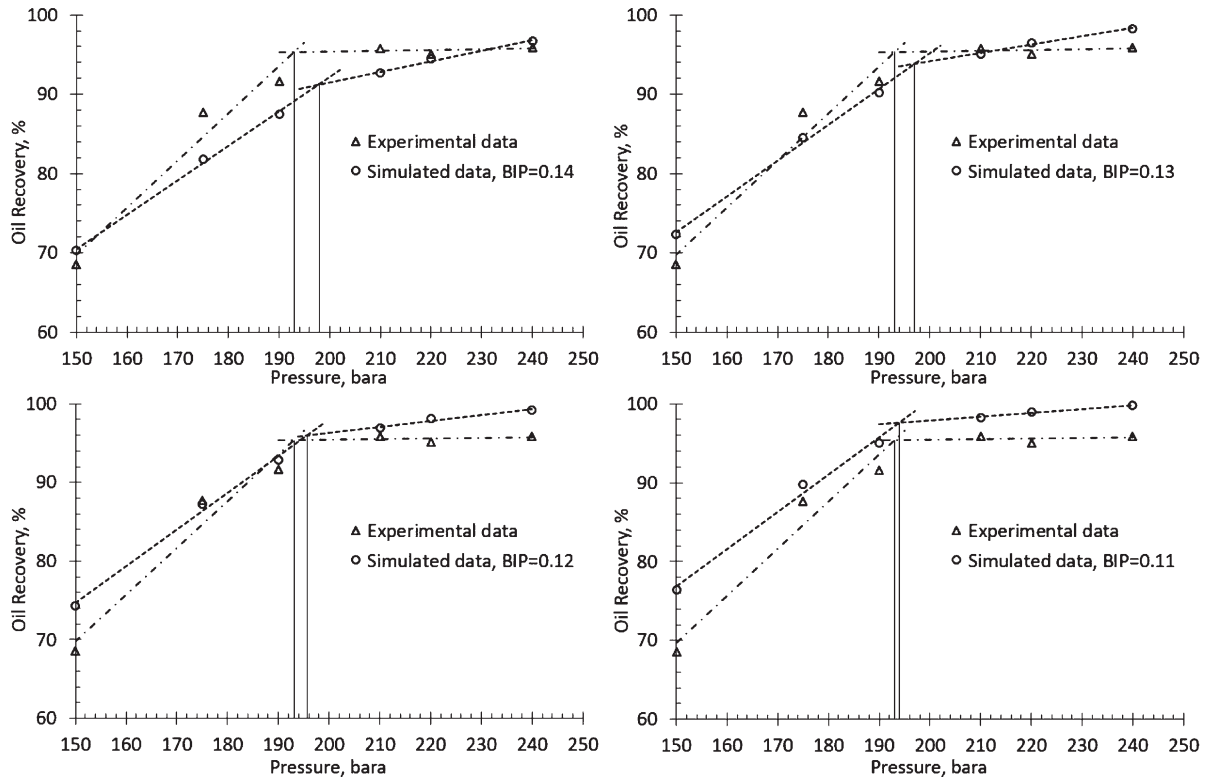 100
90
80
70
60
Oil Recovery, %
Experimental data
Simulated data, BIP=0.14
150 160 170 180 190 200 210 220 230 240 250
Pressure, bara
100
90
80
70
60
Oil Recovery, %
Experimental data
Simulated data, BIP=0.13
150 160 170 180 190 200 210 220 230 240 250
Pressure, bara
100
90
80
70
60
Oil Recovery, %
Experimental data
Simulated data, BIP=0.12
150 160 170 180 190 200 210 220 230 240 250
Pressure, bara
100
90
80
70
60
Oil Recovery, %
Experimental data
Simulated data, BIP=0.11
150 160 170 180 190 200 210 220 230 240 250
Pressure, bara